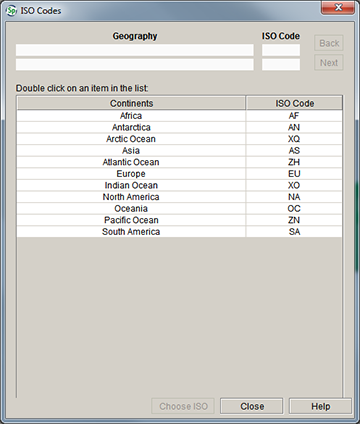 Spi ISO Codes
Geography ISO Code
Back
Next
Double click on an item in the list:
Continents ISO Code
Africa AF
Antarctica AN
Arctic Ocean XQ
Asia AS
Atlantic Ocean ZH
Europe EU
Indian Ocean XO
North America NA
Oceania OC
Pacific Ocean ZN
South America SA
Choose ISO Close Help